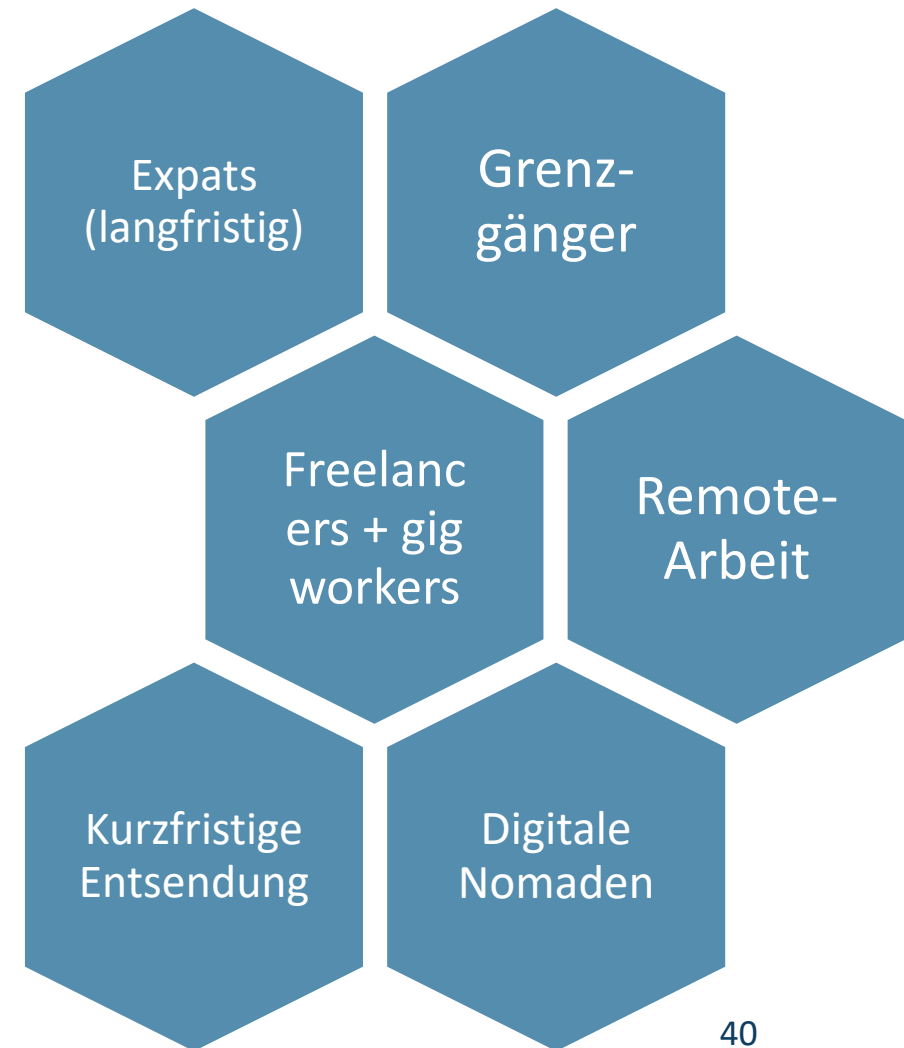 Expats
(langfristig)
Grenz-
gänger
Freelanc
ers + gig
workers
Remote-
Arbeit
Kurzfristige
Entsendung
Digitale
Nomaden
40